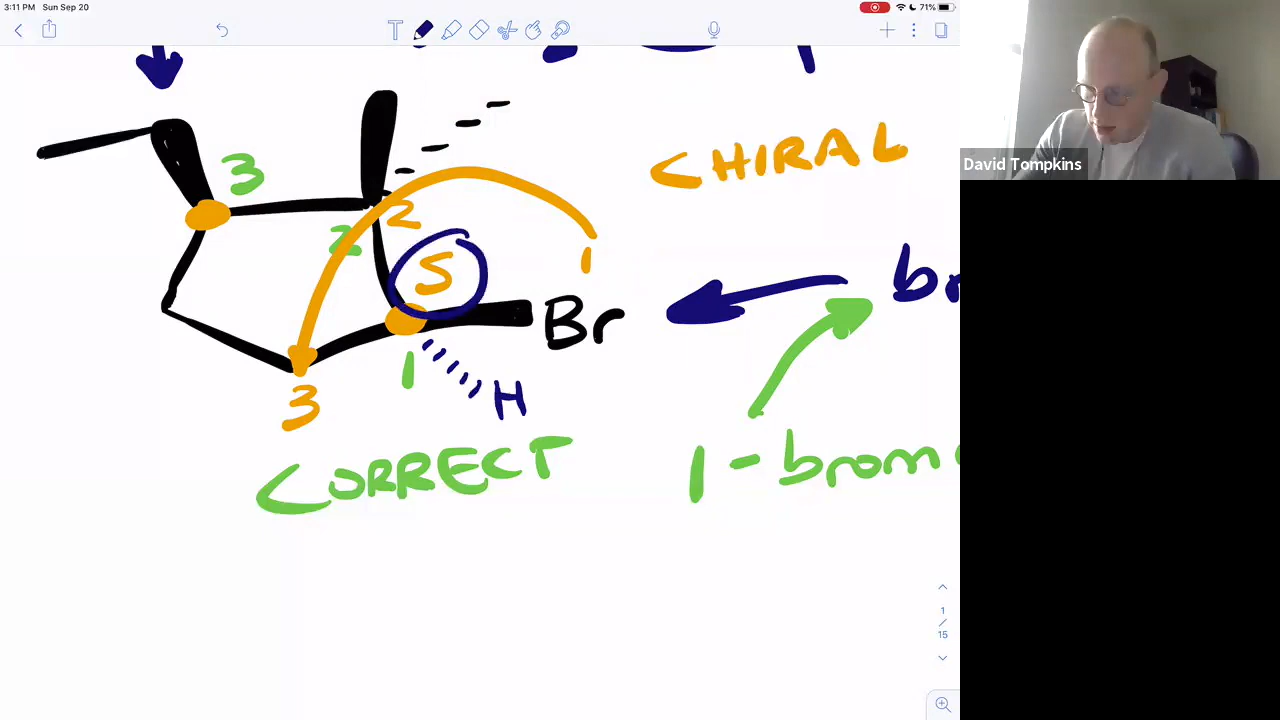 3:11 PM Sun Sep 20
71%
T
David Tompkins
CHIRAL
3
2
2
S
1
Br
br
1
H
3
CORRECT
1-brom
1
/
15